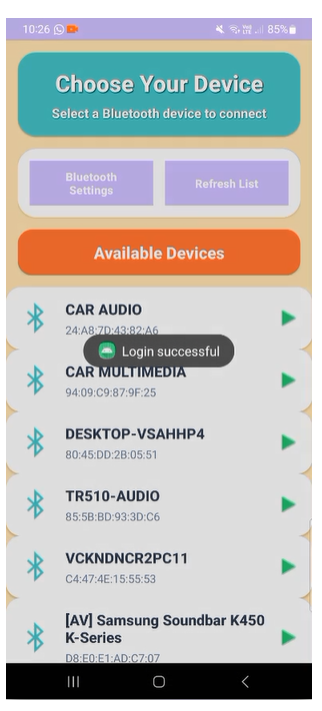 10:26 85%
Choose Your Device
Select a Bluetooth device to connect
Bluetooth
Settings
Refresh List
Available Devices
CAR AUDIO
24:A8:7D:43:82:A6
Login successful
CAR MULTIMEDIA
94:09:C9:87:9F:25
DESKTOP-VSAHHP4
80:45:DD:2B:05:51
TR510-AUDIO
85:5B:BD:93:3D:C6
VCKNDNCR2PC11
C4:47:4E:15:55:53
[AV] Samsung Soundbar K450
K-Series
D8:E0:E1:AD:C7:07